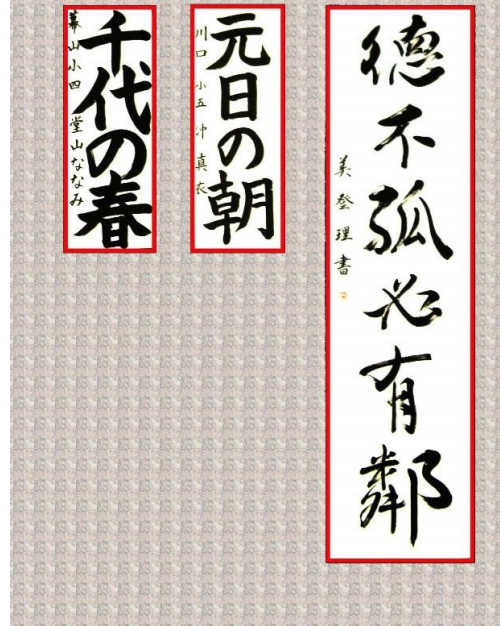 德不孤必有鄰
美登理書
元日の朝
川口小五 沖真衣
千代の春
幕山小四 堂山ななみ